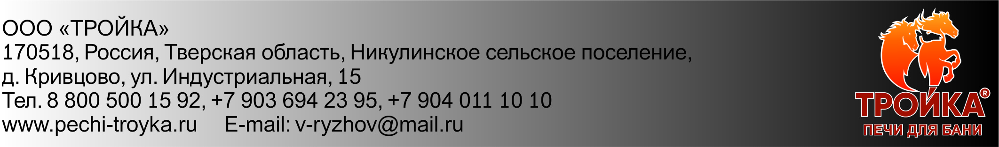 ООО «ТРОЙКА»
170518, Россия, Тверская область, Никулинское сельское поселение,
д. Кривцово, ул. Индустриальная, 15
Тел. 8 800 500 15 92, +7 903 694 23 95, +7 904 011 10 10
www.pechi-troyka.ru E-mail: v-ryzhov@mail.ru
ТРОЙКА®
ПЕЧИ ДЛЯ БАНИ